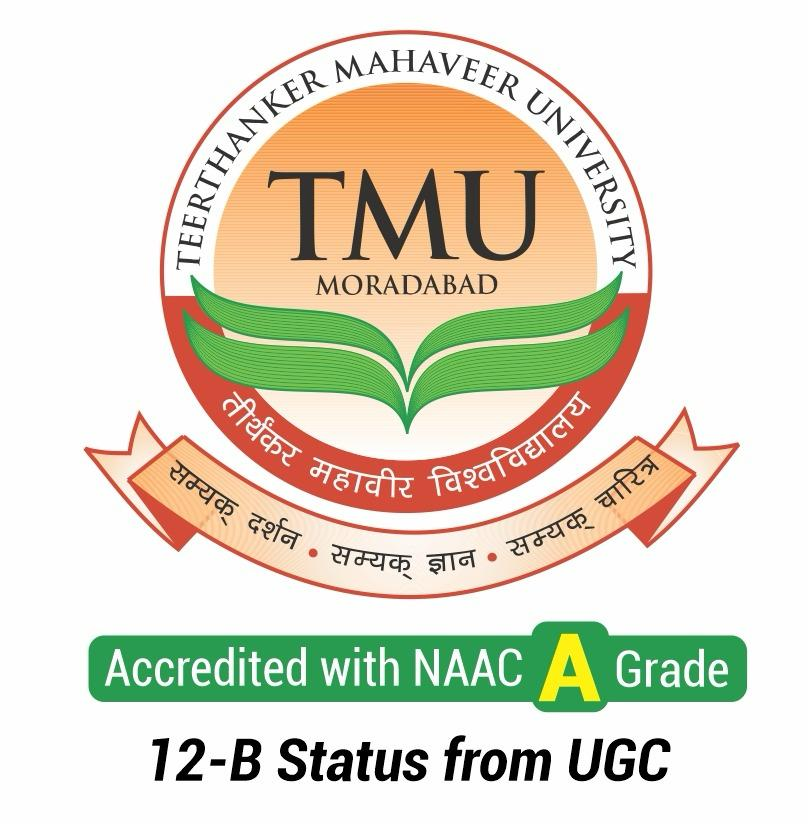 TEERTHANKER MAHAVEER UNIVERSITY
TMU
MORADABAD
तीर्थंकर महावीर विश्वविद्यालय
सम्यक् दर्शन • सम्यक् ज्ञान • सम्यक् चारित्र
Accredited with NAAC A Grade
12-B Status from UGC